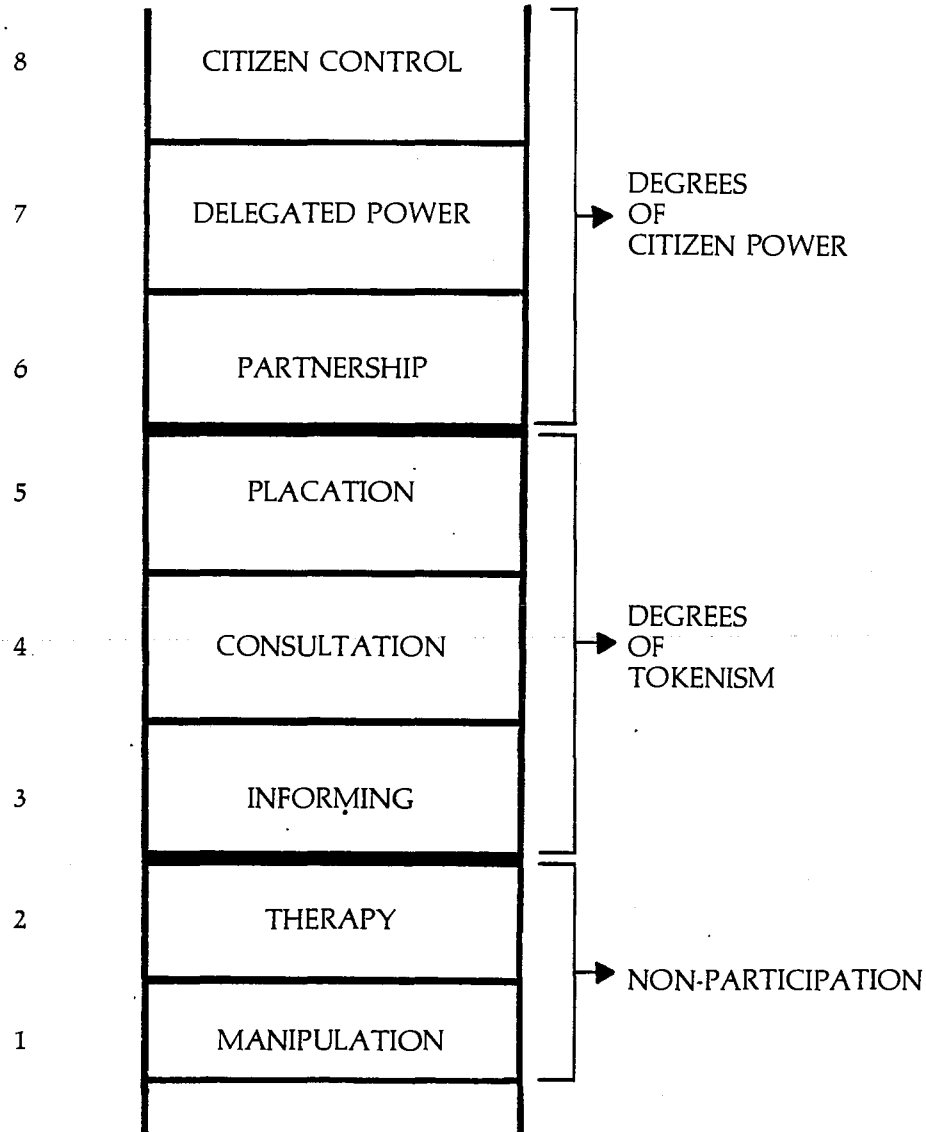 8 CITIZEN CONTROL
7 DELEGATED POWER
DEGREES
OF
CITIZEN POWER
6 PARTNERSHIP
5 PLACATION
4 CONSULTATION
DEGREES
OF
TOKENISM
3 INFORMING
2 THERAPY
NON-PARTICIPATION
1 MANIPULATION